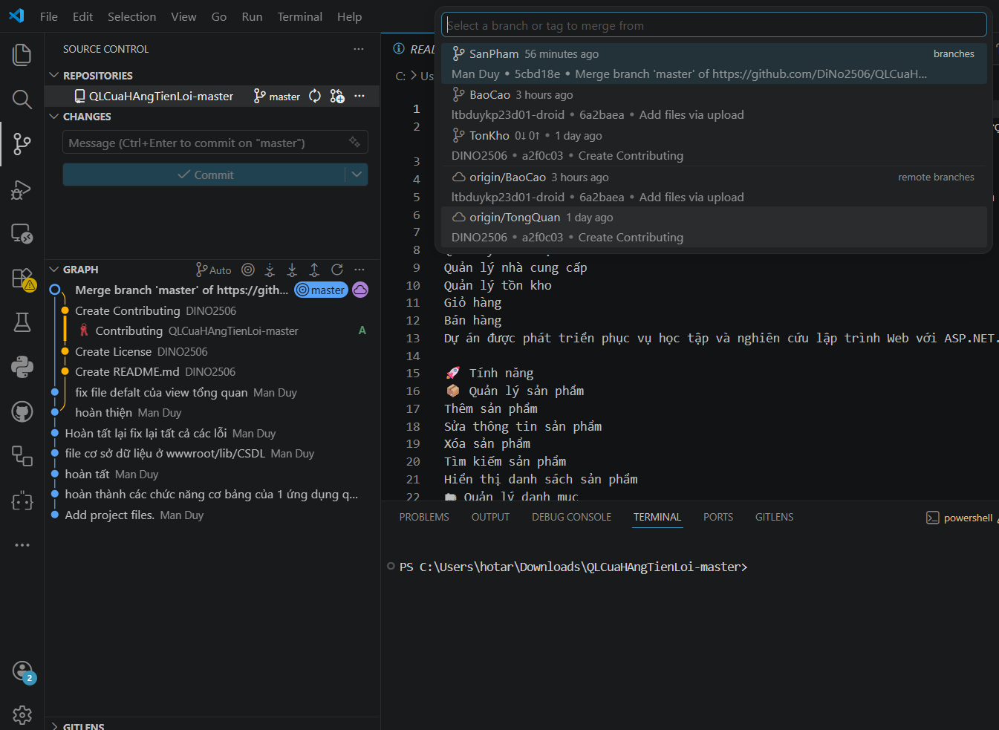 File Edit Selection View Go Run Terminal Help
SOURCE CONTROL
REPOSITORIES
QLCuaHAngTienLoi-master master
CHANGES
Message (Ctrl+Enter to commit on "master")
Commit
GRAPH
Auto
Merge branch 'master' of https://gith... master
Create Contributing DINO2506
Contributing QLCuaHAngTienLoi-master A
Create License DINO2506
Create README.md DINO2506
fix file defalt của view tổng quan Man Duy
hoàn thiện Man Duy
Hoàn tất lại fix lại tất cả các lỗi Man Duy
file cơ sở dữ liệu ở wwwroot/lib/CSDL Man Duy
hoàn tất Man Duy
hoàn thành các chức năng cơ bảng của 1 ứng dụng q...
Add project files. Man Duy
2
GITLENS
Select a branch or tag to merge from
SanPham 56 minutes ago branches
Man Duy • 5cbd18e • Merge branch 'master' of https://github.com/DiNo2506/QLCuaH...
BaoCao 3 hours ago
ltbduykp23d01-droid • 6a2baea • Add files via upload
TonKho 0↓ 0↑ • 1 day ago
DINO2506 • a2f0c03 • Create Contributing
origin/BaoCao 3 hours ago remote branches
ltbduykp23d01-droid • 6a2baea • Add files via upload
origin/TongQuan 1 day ago
DINO2506 • a2f0c03 • Create Contributing
READ
C: > Us
1
2
3
4
5
6
7
8
9 Quản lý nhà cung cấp
10 Quản lý tồn kho
11 Giỏ hàng
12 Bán hàng
13 Dự án được phát triển phục vụ học tập và nghiên cứu lập trình Web với ASP.NET.
14
15 🚀 Tính năng
16 📦 Quản lý sản phẩm
17 Thêm sản phẩm
18 Sửa thông tin sản phẩm
19 Xóa sản phẩm
20 Tìm kiếm sản phẩm
21 Hiển thị danh sách sản phẩm
22 Quản lý danh mục
PROBLEMS OUTPUT DEBUG CONSOLE TERMINAL PORTS GITLENS
powershell
PS C:\Users\hotar\Downloads\QLCuaHAngTienLoi-master>